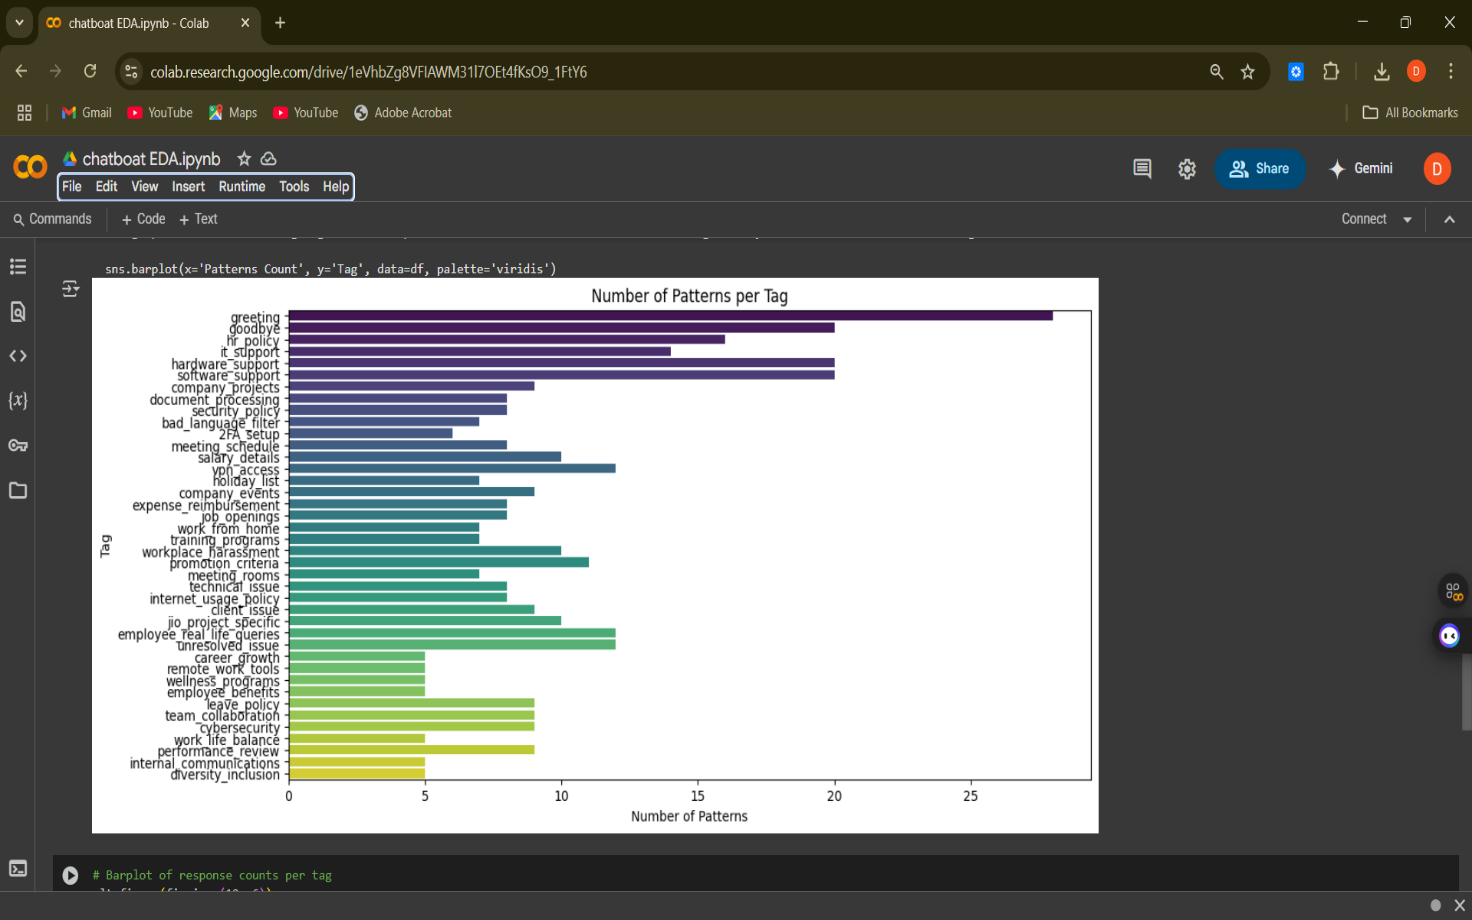 chatboat EDA.ipynb - Colab
colab.research.google.com/drive/1eVhbZg8VFIAWM31I7OEt4fKsO9_1FtY6
Gmail YouTube Maps YouTube Adobe Acrobat All Bookmarks
chatboat EDA.ipynb
File Edit View Insert Runtime Tools Help
Share Gemini D
Commands + Code + Text Connect
sns.barplot(x='Patterns Count', y='Tag', data=df, palette='viridis')
Number of Patterns per Tag
greeting
goodbye
hr_policy
it_support
hardware_support
software_support
company_projects
document_processing
security_policy
bad_language_filter
2FA_setup
meeting_schedule
salary_details
vpn_access
holiday_list
company_events
expense_reimbursement
job_openings
work_from_home
training_programs
workplace_harassment
promotion_criteria
meeting_rooms
technical_issue
internet_usage_policy
client_issue
jio_project_specific
employee_real_life_queries
unresolved_issue
career_growth
remote_work_tools
wellness_programs
employee_benefits
leave_policy
team_collaboration
cybersecurity
work_life_balance
performance_review
internal_communications
diversity_inclusion
Tag
0 5 10 15 20 25
Number of Patterns
# Barplot of response counts per tag